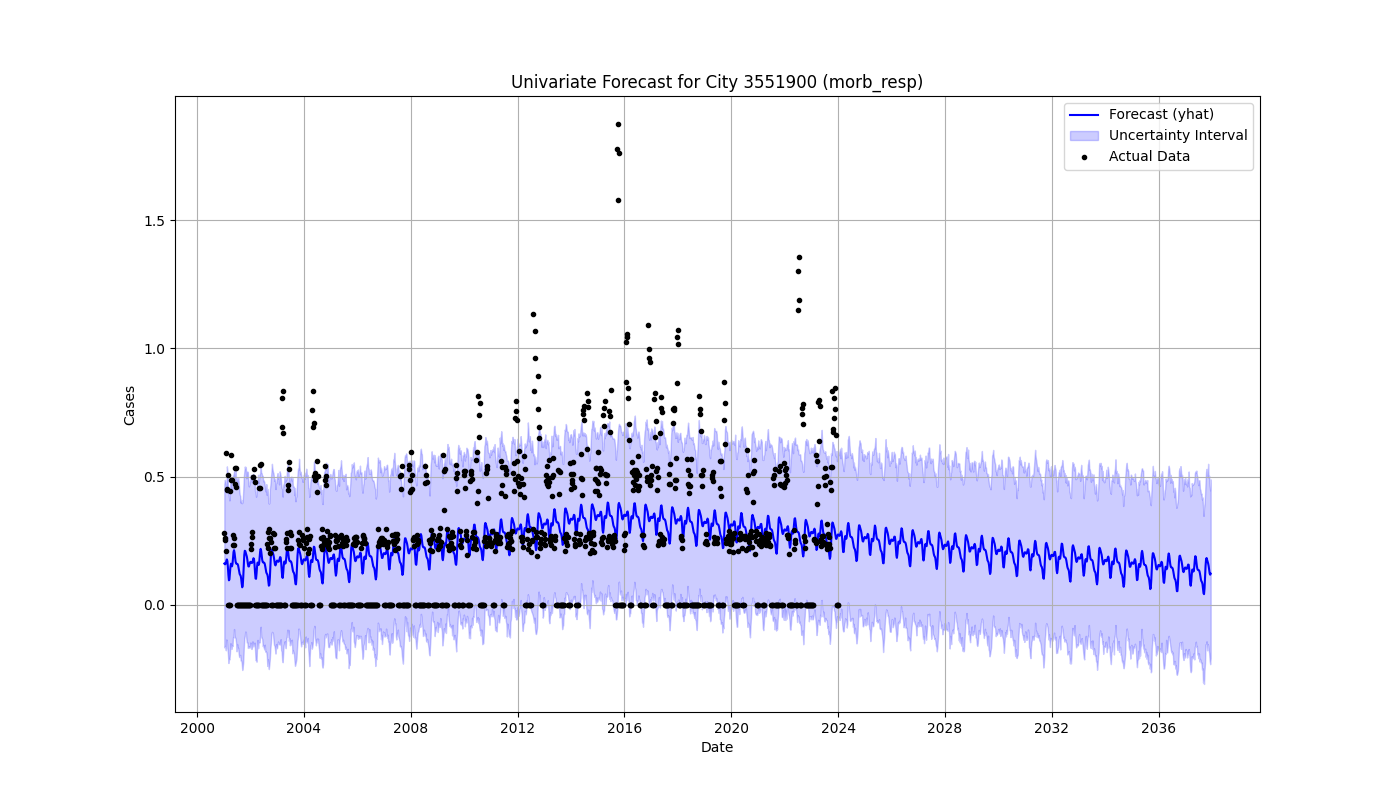 Univariate Forecast for City 3551900 (morb_resp)
Forecast (yhat)
Uncertainty Interval
Actual Data
Cases
1.5
1.0
0.5
0.0
2000 2004 2008 2012 2016 2020 2024 2028 2032 2036
Date